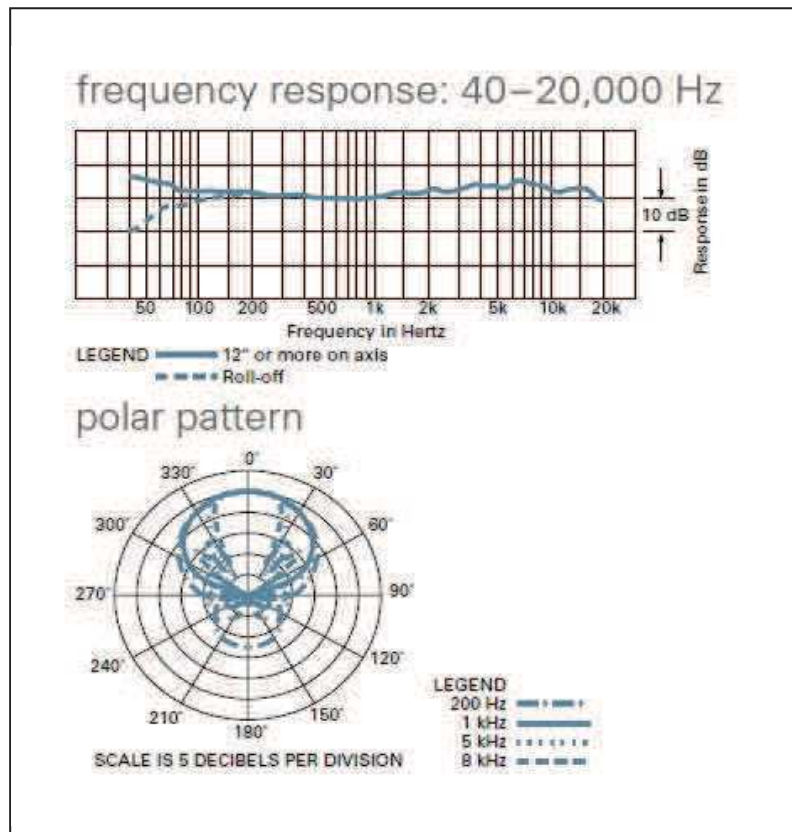 frequency response: 40–20,000 Hz
10 dB
Response in dB
50 100 200 500 1k 2k 5k 10k 20k
Frequency in Hertz
LEGEND 12" or more on axis
Roll-off
polar pattern
0°
330° 30°
300° 60°
270° 90°
240° 120°
210° 150°
180°
SCALE IS 5 DECIBELS PER DIVISION
LEGEND
200 Hz
1 kHz
5 kHz
8 kHz